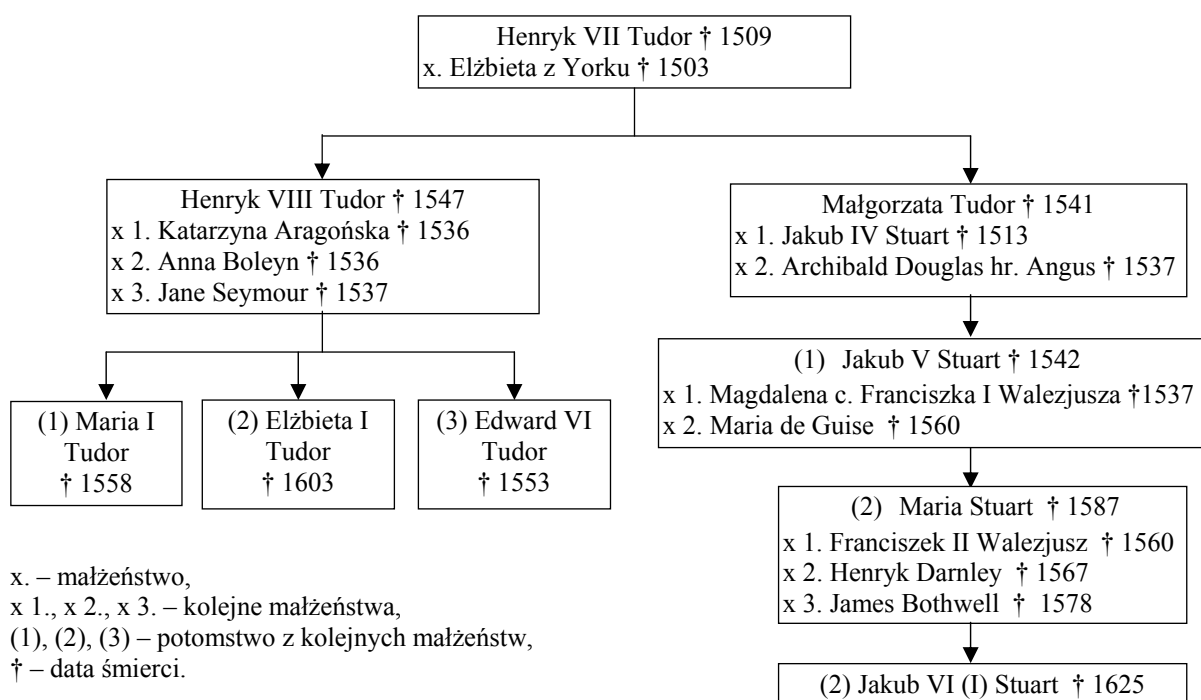 Henryk VII Tudor † 1509
x. Elżbieta z Yorku † 1503
Henryk VIII Tudor † 1547
x 1. Katarzyna Aragońska † 1536
x 2. Anna Boleyn † 1536
x 3. Jane Seymour † 1537
Małgorzata Tudor † 1541
x 1. Jakub IV Stuart † 1513
x 2. Archibald Douglas hr. Angus † 1537
(1) Maria I
Tudor
† 1558
(2) Elżbieta I
Tudor
† 1603
(3) Edward VI
Tudor
† 1553
(1) Jakub V Stuart † 1542
x 1. Magdalena c. Franciszka I Walezjusza †1537
x 2. Maria de Guise † 1560
(2) Maria Stuart † 1587
x 1. Franciszek II Walezjusz † 1560
x 2. Henryk Darnley † 1567
x 3. James Bothwell † 1578
(2) Jakub VI (I) Stuart † 1625
x. – małżeństwo,
x 1., x 2., x 3. – kolejne małżeństwa,
(1), (2), (3) – potomstwo z kolejnych małżeństw,
† – data śmierci.